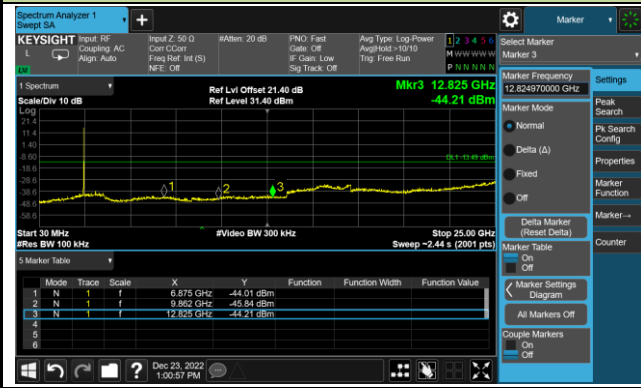 Spectrum Analyzer 1
Swept SA
Marker
KEYSIGHT
L
Input: RF
Coupling: AC
Align: Auto
Input Z: 50 Ω
Corr CCorr
Freq Ref: Int (S)
NFE: Off
#Atten: 20 dB
PNO: Fast
Gate: Off
IF Gain: Low
Sig Track: Off
Avg Type: Log-Power
Avg|Hold:>10/10
Trig: Free Run
1 2 3 4 5 6
M W W W W W
P N N N N N
Select Marker
Marker 3
1 Spectrum
Scale/Div 10 dB
Ref Lvl Offset 21.40 dB
Ref Level 31.40 dBm
Mkr3 12.825 GHz
-44.21 dBm
Log
21.4
11.4
1.40
-8.60
-18.6
-28.6
-38.6
-48.6
-58.6
DL1 -13.49 dBm
1
2
3
Start 30 MHz
#Res BW 100 kHz
#Video BW 300 kHz
Stop 25.00 GHz
Sweep ~2.44 s (2001 pts)
5 Marker Table
Mode Trace Scale X Y Function Function Width Function Value
1 N 1 f 6.875 GHz -44.01 dBm
2 N 1 f 9.862 GHz -45.84 dBm
3 N 1 f 12.825 GHz -44.21 dBm
4
5
6
Marker Frequency
12.824970000 GHz
Marker Mode
Normal
Delta (Δ)
Fixed
Off
Delta Marker
(Reset Delta)
Marker Table
On
Off
Marker Settings
Diagram
All Markers Off
Couple Markers
On
Off
Settings
Peak
Search
Pk Search
Config
Properties
Marker
Function
Marker→
Counter
Dec 23, 2022
1:00:57 PM